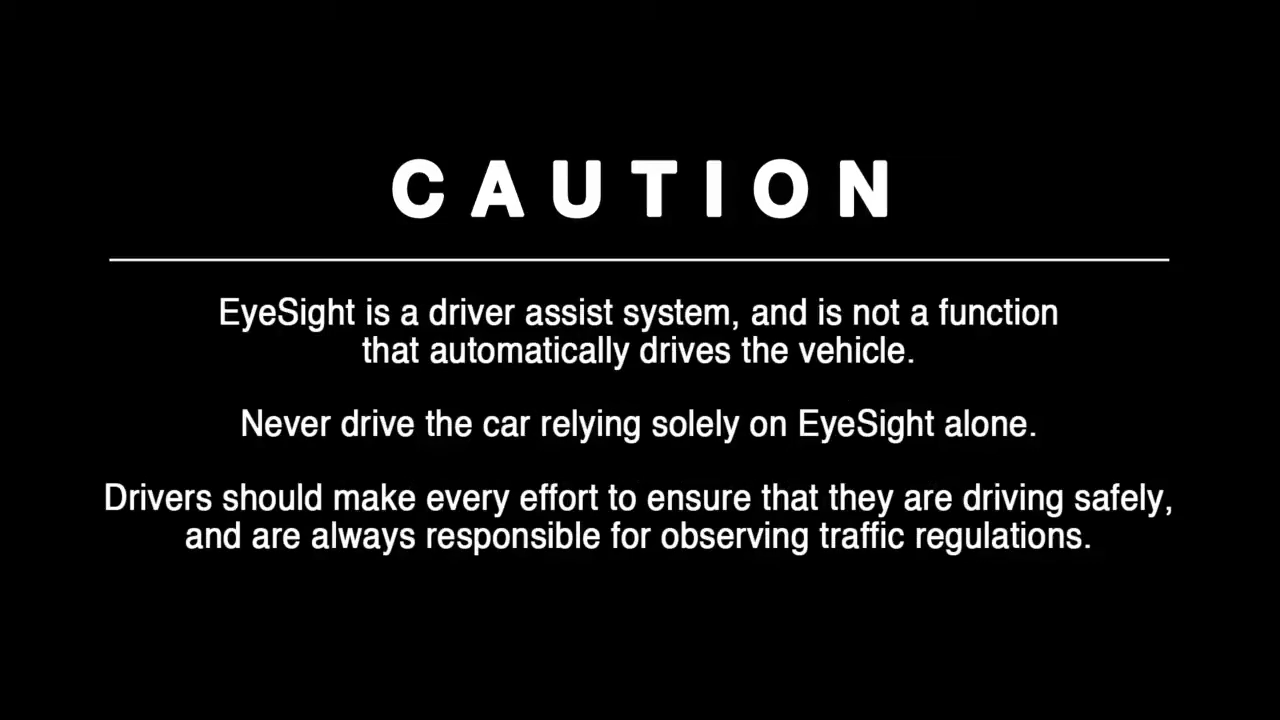 CAUTION
EyeSight is a driver assist system, and is not a function
that automatically drives the vehicle.
Never drive the car relying solely on EyeSight alone.
Drivers should make every effort to ensure that they are driving safely,
and are always responsible for observing traffic regulations.